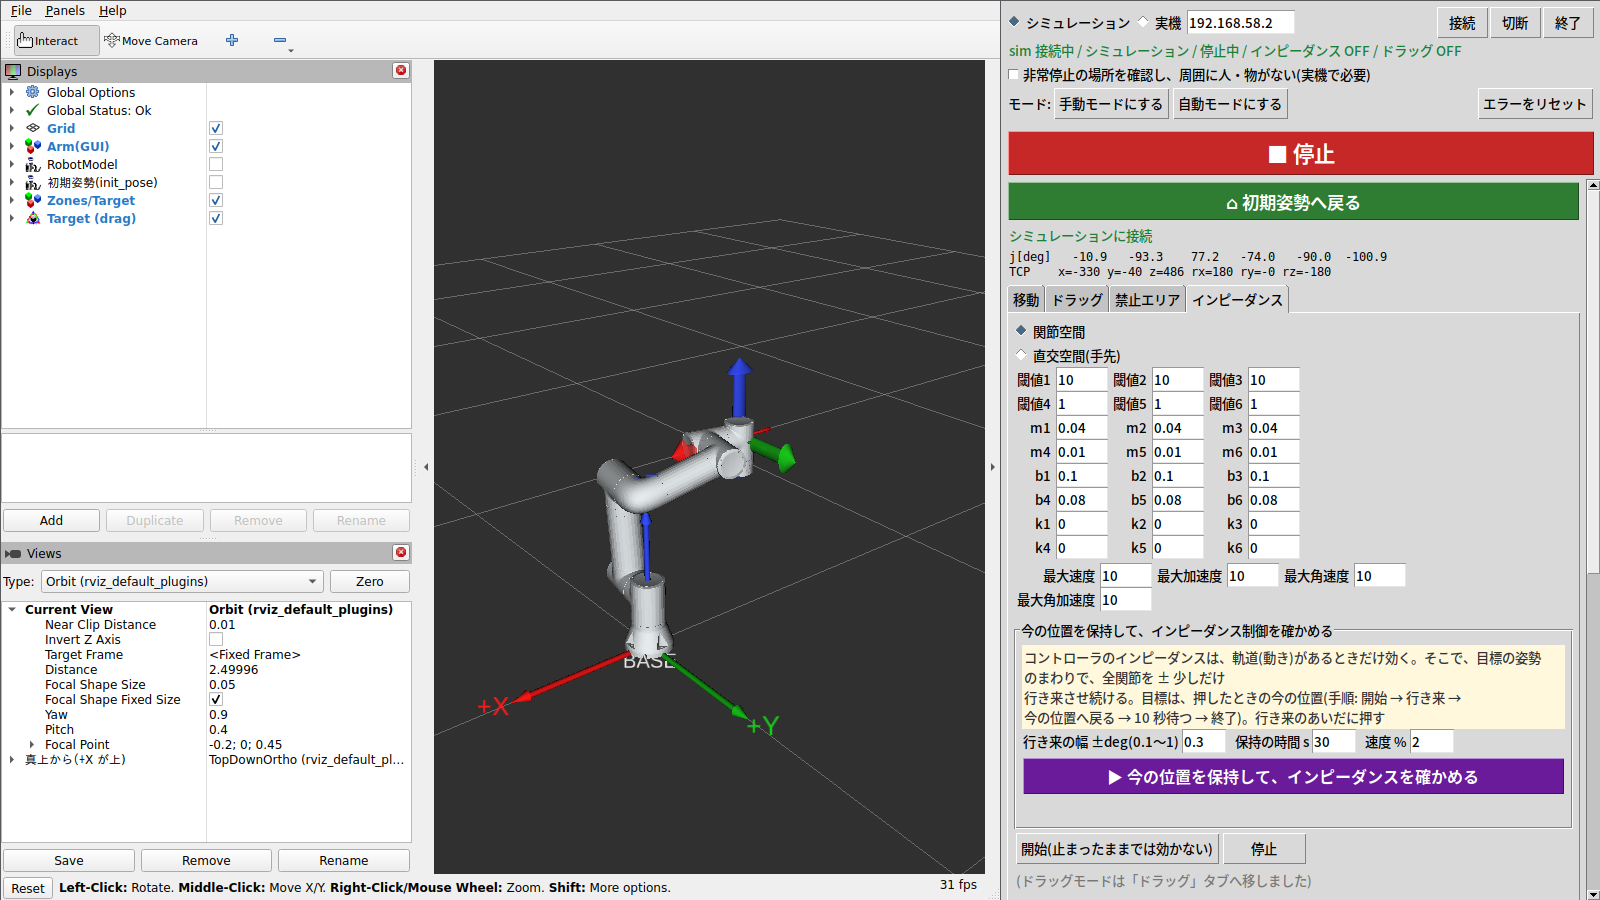 File Panels Help
Interact Move Camera
Displays
Global Options
Global Status: Ok
Grid
Arm(GUI)
RobotModel
初期姿勢(init_pose)
Zones/Target
Target (drag)
Add Duplicate Remove Rename
Views
Type: Orbit (rviz_default_plugins) Zero
Current View Orbit (rviz_default_plugins)
Near Clip Distance 0.01
Invert Z Axis
Target Frame <Fixed Frame>
Distance 2.49996
Focal Shape Size 0.05
Focal Shape Fixed Size
Yaw 0.9
Pitch 0.4
Focal Point -0.2; 0; 0.45
真上から(+X が上) TopDownOrtho (rviz_default_pl...
Save Remove Rename
Reset Left-Click: Rotate. Middle-Click: Move X/Y. Right-Click/Mouse Wheel: Zoom. Shift: More options.
31 fps
BASE
+X
+Y
シミュレーション 実機 192.168.58.2 接続 切断 終了
sim 接続中 / シミュレーション / 停止中 / インピーダンス OFF / ドラッグ OFF
非常停止の場所を確認し、周囲に人・物がない(実機で必要)
モード: 手動モードにする 自動モードにする エラーをリセット
■ 停止
⌂ 初期姿勢へ戻る
シミュレーションに接続
j[deg] -10.9 -93.3 77.2 -74.0 -90.0 -100.9
TCP x=-330 y=-40 z=486 rx=180 ry=-0 rz=-180
移動 ドラッグ 禁止エリア インピーダンス
関節空間
直交空間(手先)
閾値1 10 閾値2 10 閾値3 10
閾値4 1 閾値5 1 閾値6 1
m1 0.04 m2 0.04 m3 0.04
m4 0.01 m5 0.01 m6 0.01
b1 0.1 b2 0.1 b3 0.1
b4 0.08 b5 0.08 b6 0.08
k1 0 k2 0 k3 0
k4 0 k5 0 k6 0
最大速度 10 最大加速度 10 最大角速度 10
最大角加速度 10
今の位置を保持して、インピーダンス制御を確かめる
コントローラのインピーダンスは、軌道(動き)があるときだけ効く。そこで、目標の姿勢
のまわりで、全関節を ± 少しだけ
行き来させ続ける。目標は、押したときの今の位置(手順: 開始 → 行き来 →
今の位置へ戻る → 10 秒待つ → 終了)。行き来のあいだに押す
行き来の幅 ±deg(0.1〜1) 0.3 保持の時間 s 30 速度 % 2
▶ 今の位置を保持して、インピーダンスを確かめる
開始(止まったままでは効かない) 停止
(ドラッグモードは「ドラッグ」タブへ移しました)